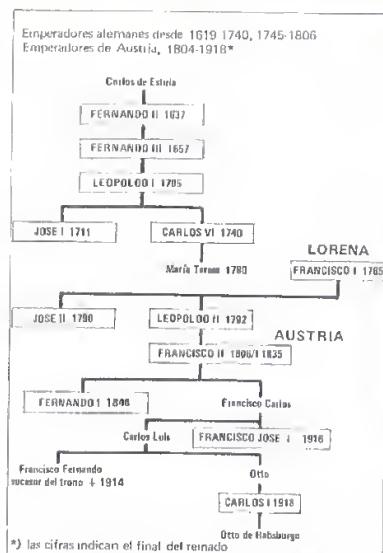 Emperadores alemanes desde 1619 1740, 1745-1806
Emperadores de Austria, 1804-1918*
Carlos de Estiria
FERNANDO II 1637
FERNANDO III 1657
LEOPOLDO I 1705
JOSE I 1711 CARLOS VI 1740
LORENA
María Teresa 1780 FRANCISCO I 1765
JOSE II 1790 LEOPOLDO II 1792
AUSTRIA
FRANCISCO II 1806/I 1835
FERNANDO I 1848 Francisco Carlos
Carlos Luis FRANCISCO JOSE I 1916
Francisco Fernando Otto
sucesor del trono + 1914
CARLOS I 1918
Otto de Habsburgo
*) las cifras indican el final del reinado